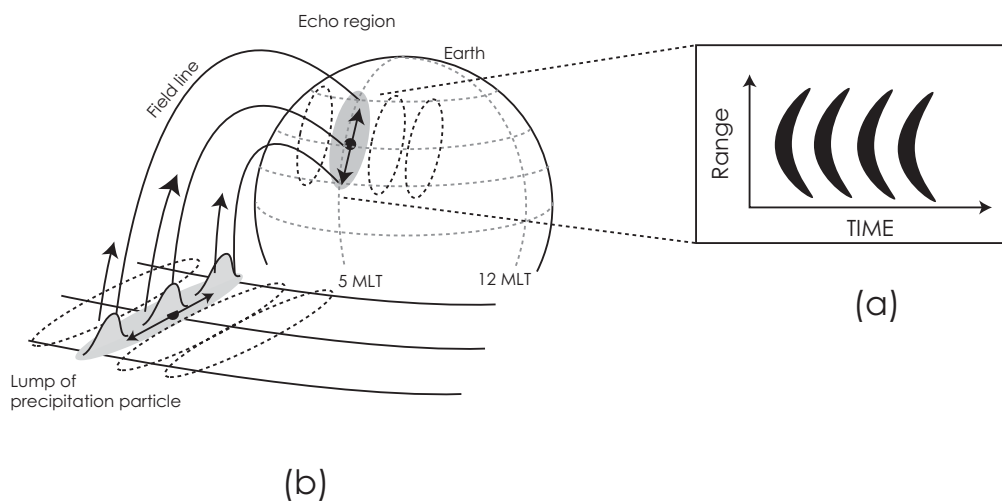 Echo region
Earth
Field line
5 MLT
12 MLT
Lump of
precipitation particle
(b)
Range
TIME
(a)